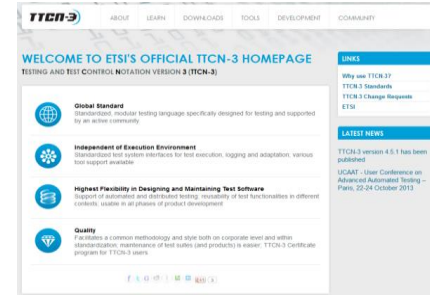 TTCN-3
ABOUT LEARN DOWNLOADS TOOLS DEVELOPMENT COMMUNITY
WELCOME TO ETSI'S OFFICIAL TTCN-3 HOMEPAGE
TESTING AND TEST CONTROL NOTATION VERSION 3 (TTCN-3)
Global Standard
Standardized, modular testing language specifically designed for testing and supported
by an active community
Independent of Execution Environment
Standardized test system interfaces for test execution, logging and adaptation; various
tool support available
Highest Flexibility in Designing and Maintaining Test Software
Support of automated and distributed testing, reusability of test functionalities in different
contexts; usable in all phases of product development
Quality
Facilitates a common methodology and style both on corporate level and within
standardization; maintenance of test suites (and products) is easier; TTCN-3 Certificate
program for TTCN-3 users.
LINKS
Why use TTCN-3?
TTCN-3 Standards
TTCN-3 Change Requests
ETSI
LATEST NEWS
TTCN-3 version 4.5.1 has been
published
UCAAT - User Conference on
Advanced Automated Testing –
Paris, 22-24 October 2013